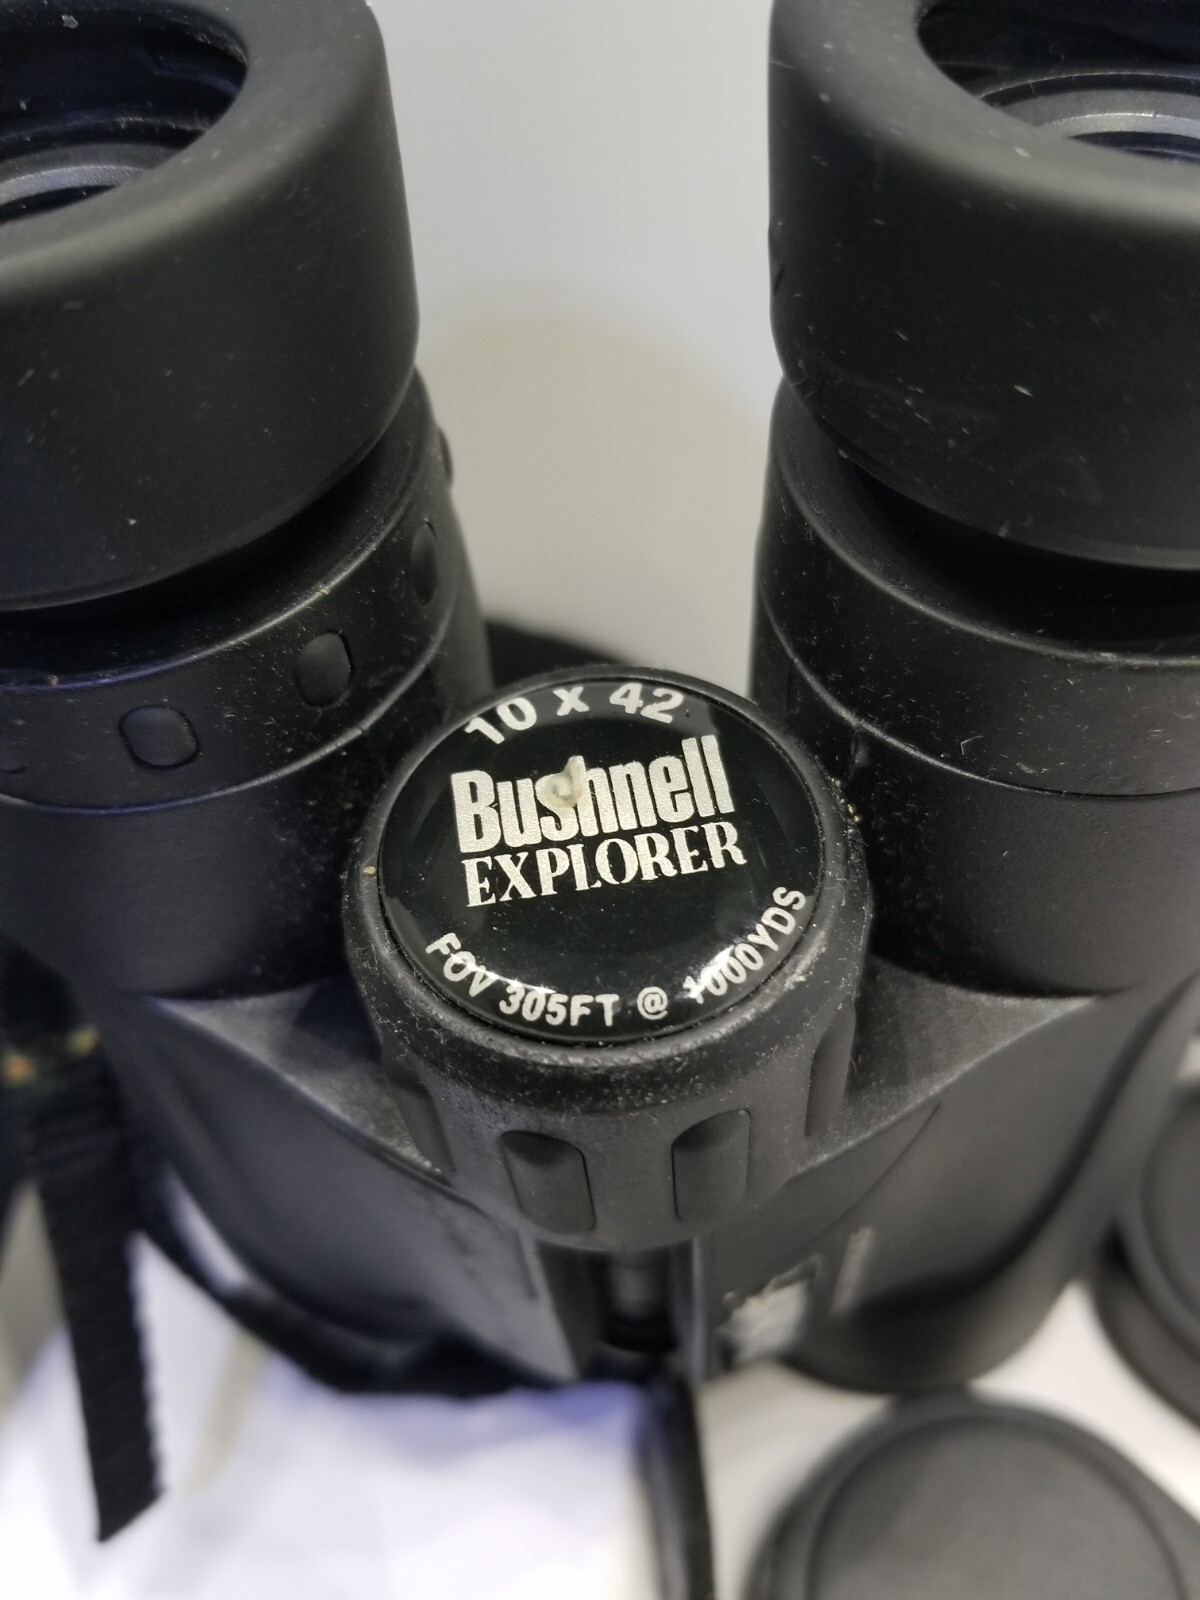 10 x 42
Bushnell
EXPLORER
FOV 305FT @ 1000YDS